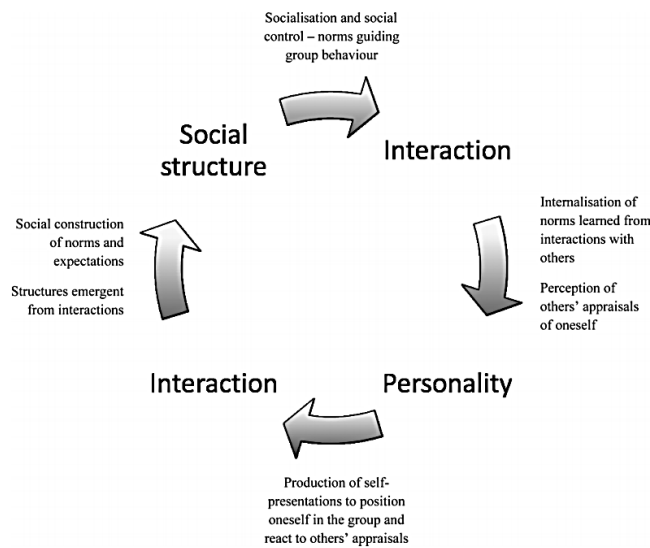 Socialisation and social
control – norms guiding
group behaviour
Social
structure
Interaction
Internalisation of
norms learned from
interactions with
others
Perception of
others’ appraisals
of oneself
Personality
Production of self-
presentations to position
oneself in the group and
react to others’ appraisals
Interaction
Social construction
of norms and
expectations
Structures emergent
from interactions